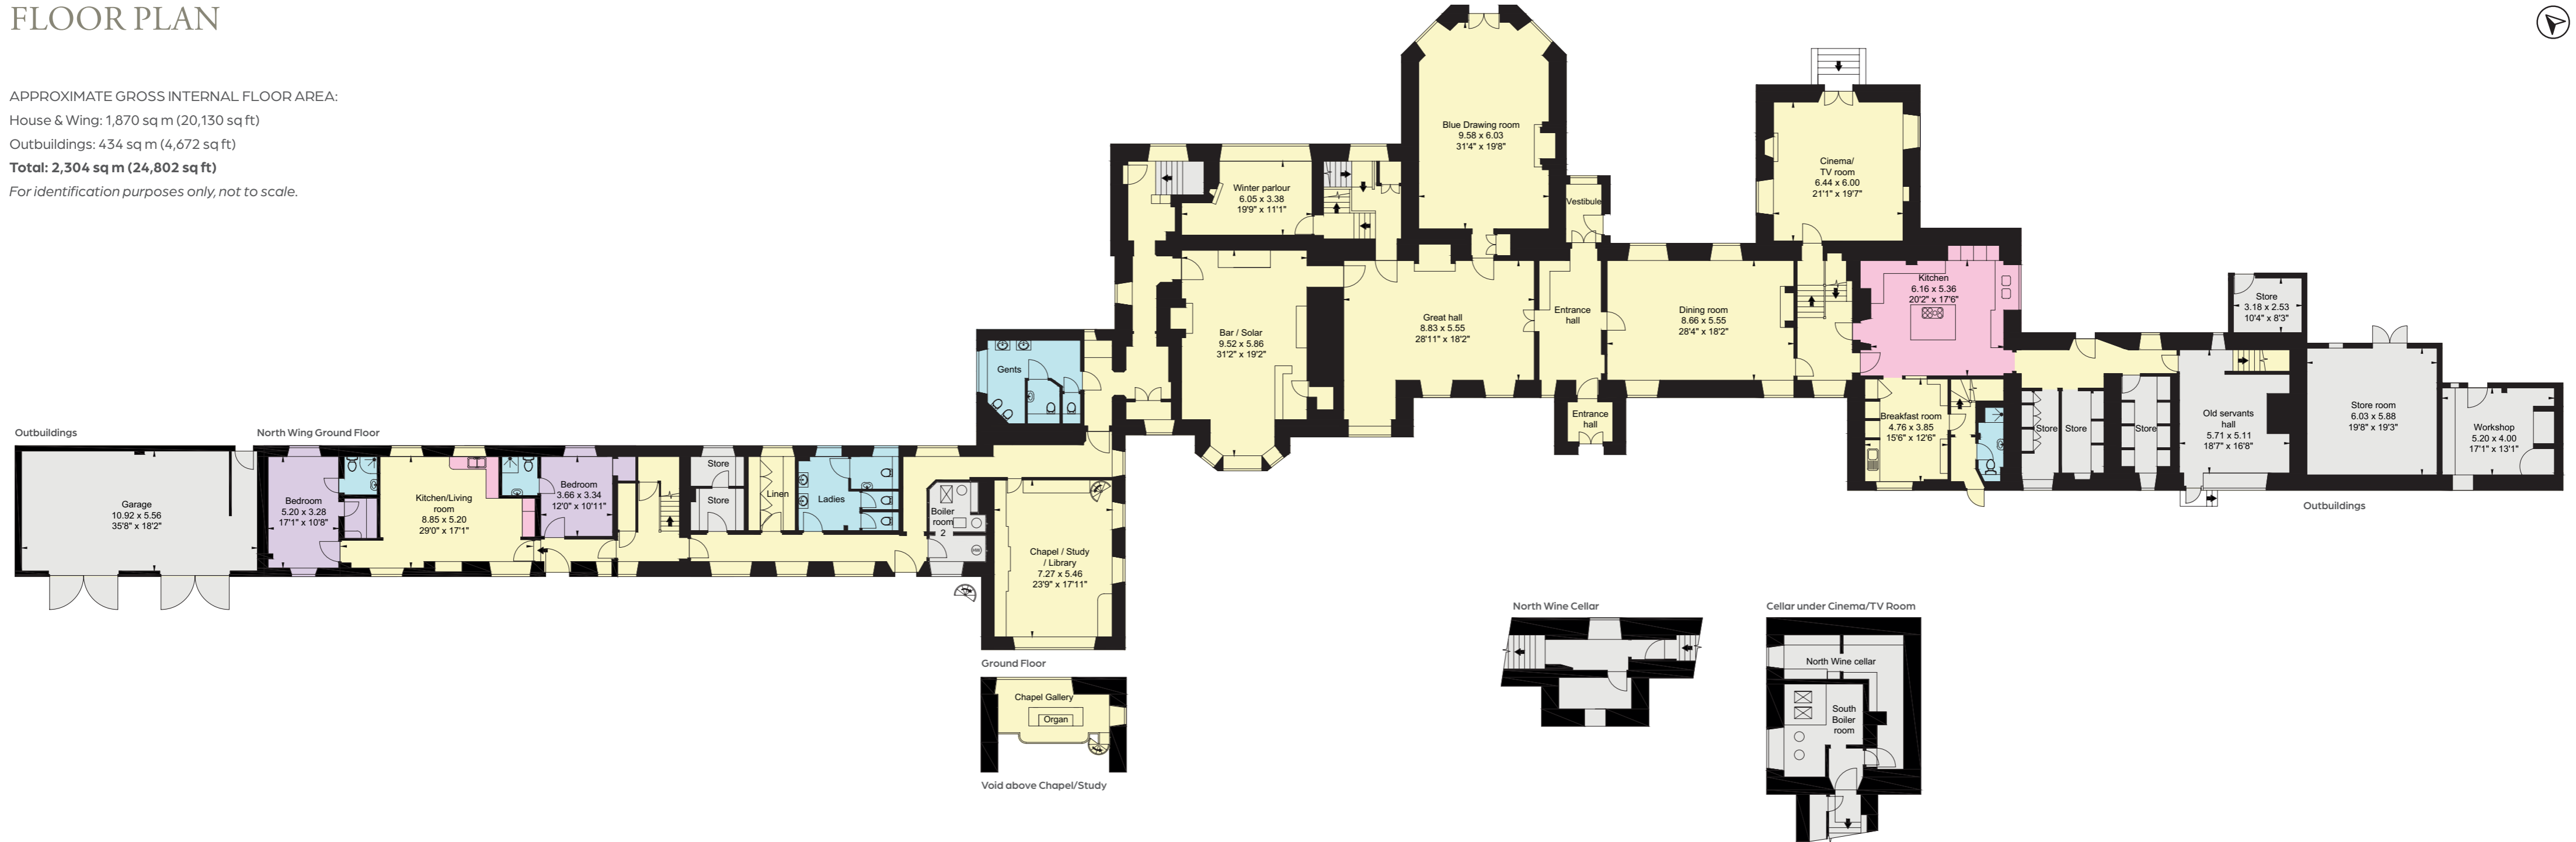 FLOOR PLAN
APPROXIMATE GROSS INTERNAL FLOOR AREA:
House & Wing: 1,870 sq m (20,130 sq ft)
Outbuildings: 434 sq m (4,672 sq ft)
Total: 2,304 sq m (24,802 sq ft)
For identification purposes only, not to scale.
Blue Drawing room
9.58 x 6.03
31'4" x 19'8"
Cinema/
TV room
6.44 x 6.00
21'1" x 19'7"
Winter parlour
6.05 x 3.38
19'9" x 11'1"
Vestibule
Kitchen
6.16 x 5.36
20'2" x 17'6"
Store
3.18 x 2.53
10'4" x 8'3"
Bar / Solar
9.52 x 5.86
31'2" x 19'2"
Great hall
8.83 x 5.55
28'11" x 18'2"
Entrance
hall
Dining room
8.66 x 5.55
28'4" x 18'2"
Gents
Entrance
hall
Breakfast room
4.76 x 3.85
15'6" x 12'6"
Store
Store
Store
Old servants
hall
5.71 x 5.11
18'7" x 16'8"
Store room
6.03 x 5.88
19'8" x 19'3"
Workshop
5.20 x 4.00
17'1" x 13'1"
Outbuildings
Outbuildings
North Wing Ground Floor
Garage
10.92 x 5.56
35'8" x 18'2"
Bedroom
5.20 x 3.28
17'1" x 10'8"
Kitchen/Living
room
8.85 x 5.20
29'0" x 17'1"
Bedroom
3.66 x 3.34
12'0" x 10'11"
Store
Store
Linen
Ladies
Boiler
room
2
Chapel / Study
/ Library
7.27 x 5.46
23'9" x 17'11"
Ground Floor
Chapel Gallery
Organ
Void above Chapel/Study
North Wine Cellar
Cellar under Cinema/TV Room
North Wine cellar
South
Boiler
room